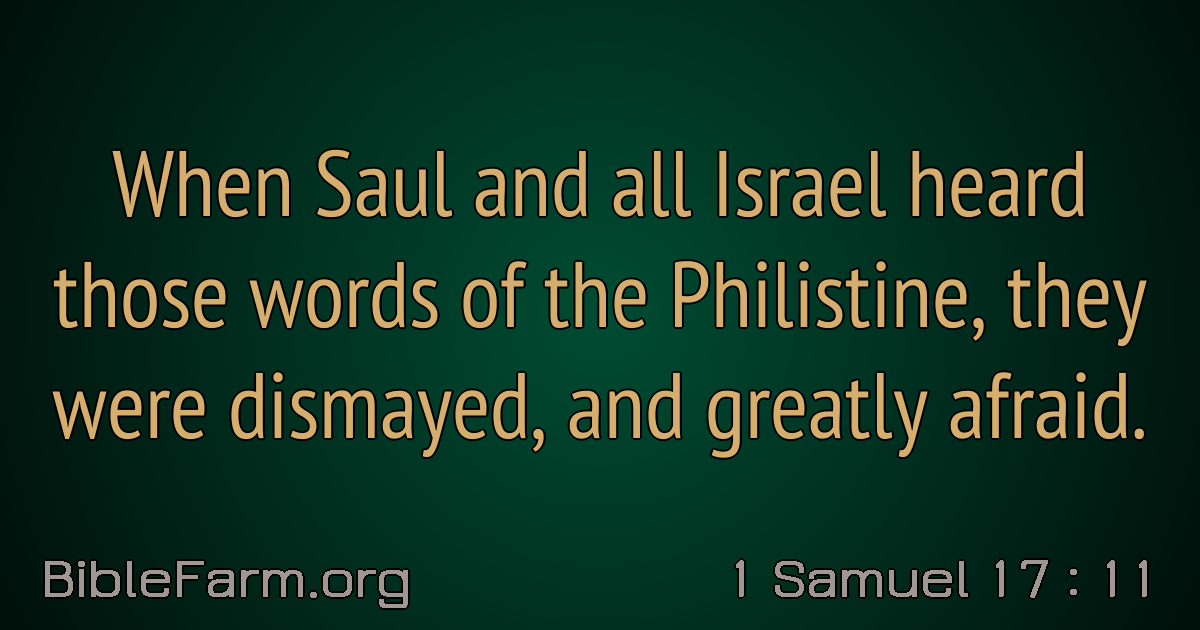 When Saul and all Israel heard
those words of the Philistine, they
were dismayed, and greatly afraid.
BibleFarm.org
1 Samuel 17 : 11